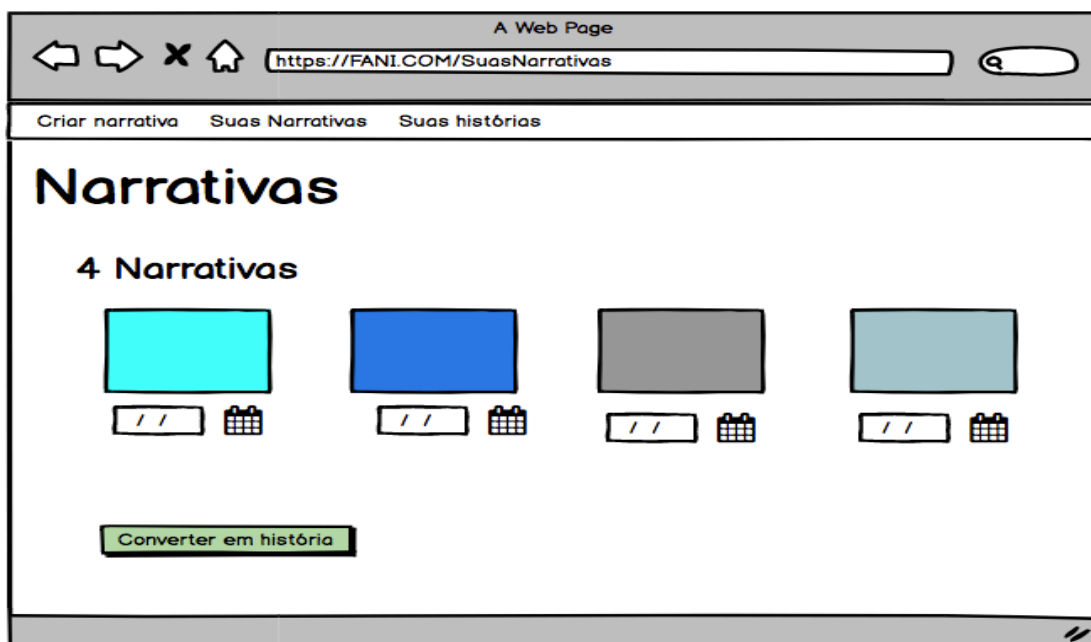 A Web Page
https://FANI.COM/SuasNarrativas
Criar narrativa Suas Narrativas Suas histórias
Narrativas
4 Narrativas
/ / / / / / / /
Converter em história